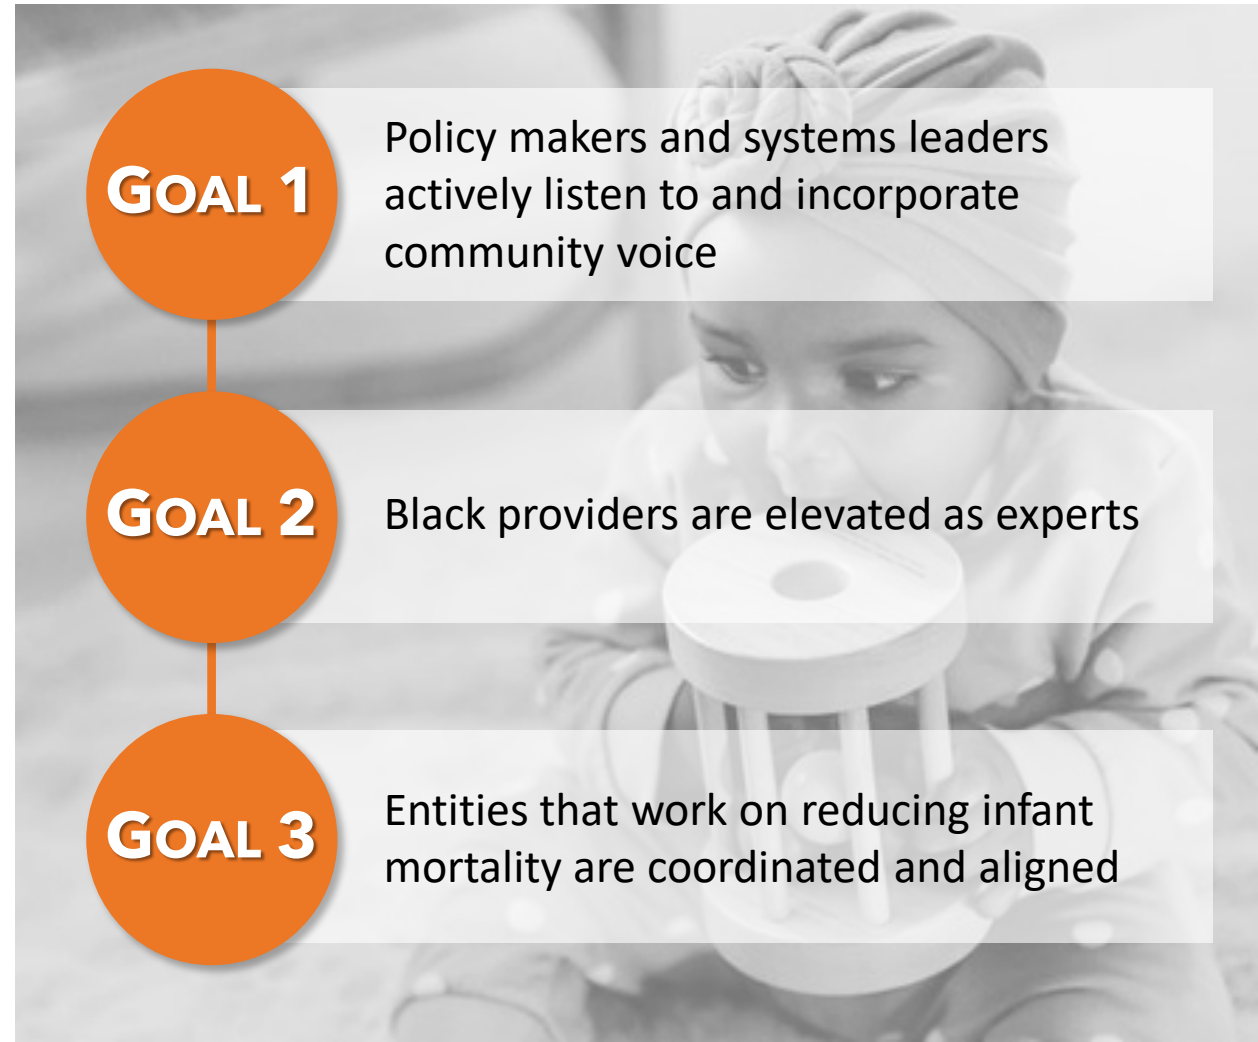 GOAL 1
Policy makers and systems leaders
actively listen to and incorporate
community voice
GOAL 2
Black providers are elevated as experts
GOAL 3
Entities that work on reducing infant
mortality are coordinated and aligned